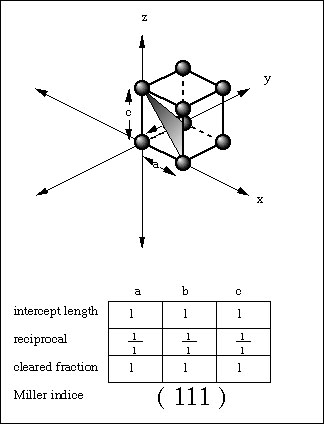 z
y
c
a
x
a b c
intercept length 1 1 1
reciprocal 1/1 1/1 1/1
cleared fraction 1 1 1
Miller indice ( 111 )